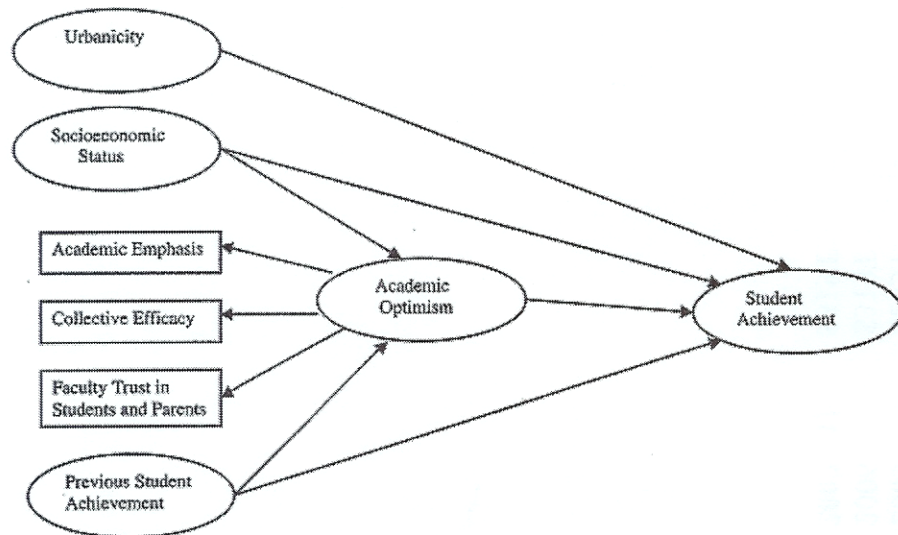 Urbanicity
Socioeconomic
Status
Academic Emphasis
Collective Efficacy
Faculty Trust in
Students and Parents
Previous Student
Achievement
Academic
Optimism
Student
Achievement